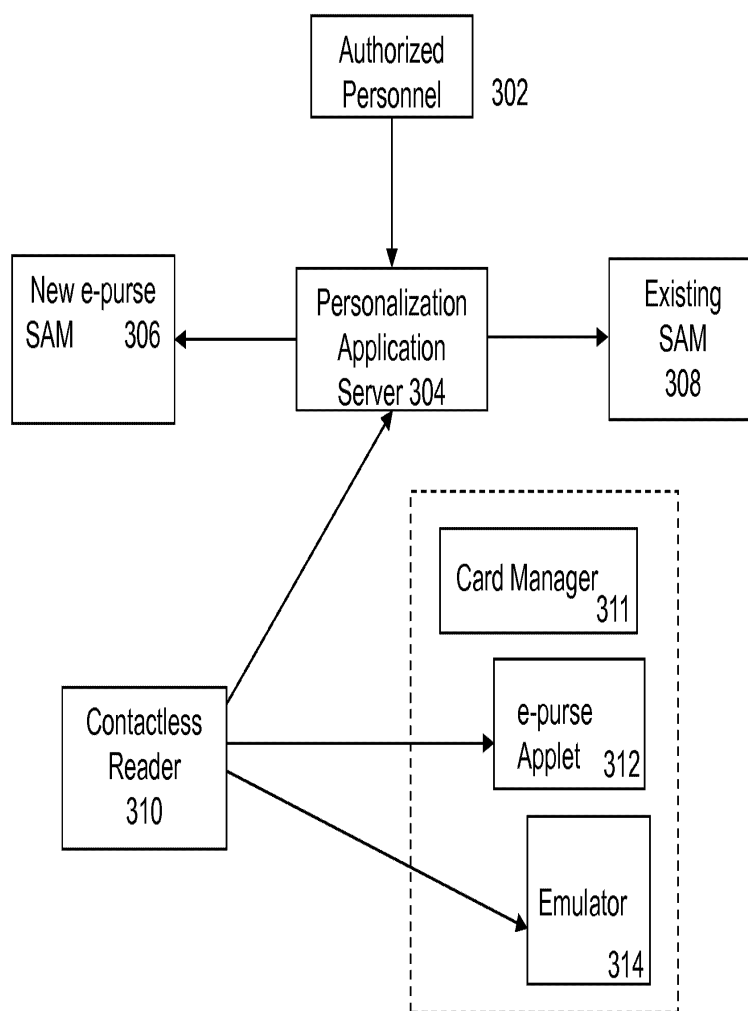 Authorized
Personnel 302
New e-purse
SAM 306
Personalization
Application
Server 304
Existing
SAM
308
Card Manager
311
Contactless
Reader
310
e-purse
Applet 312
Emulator
314